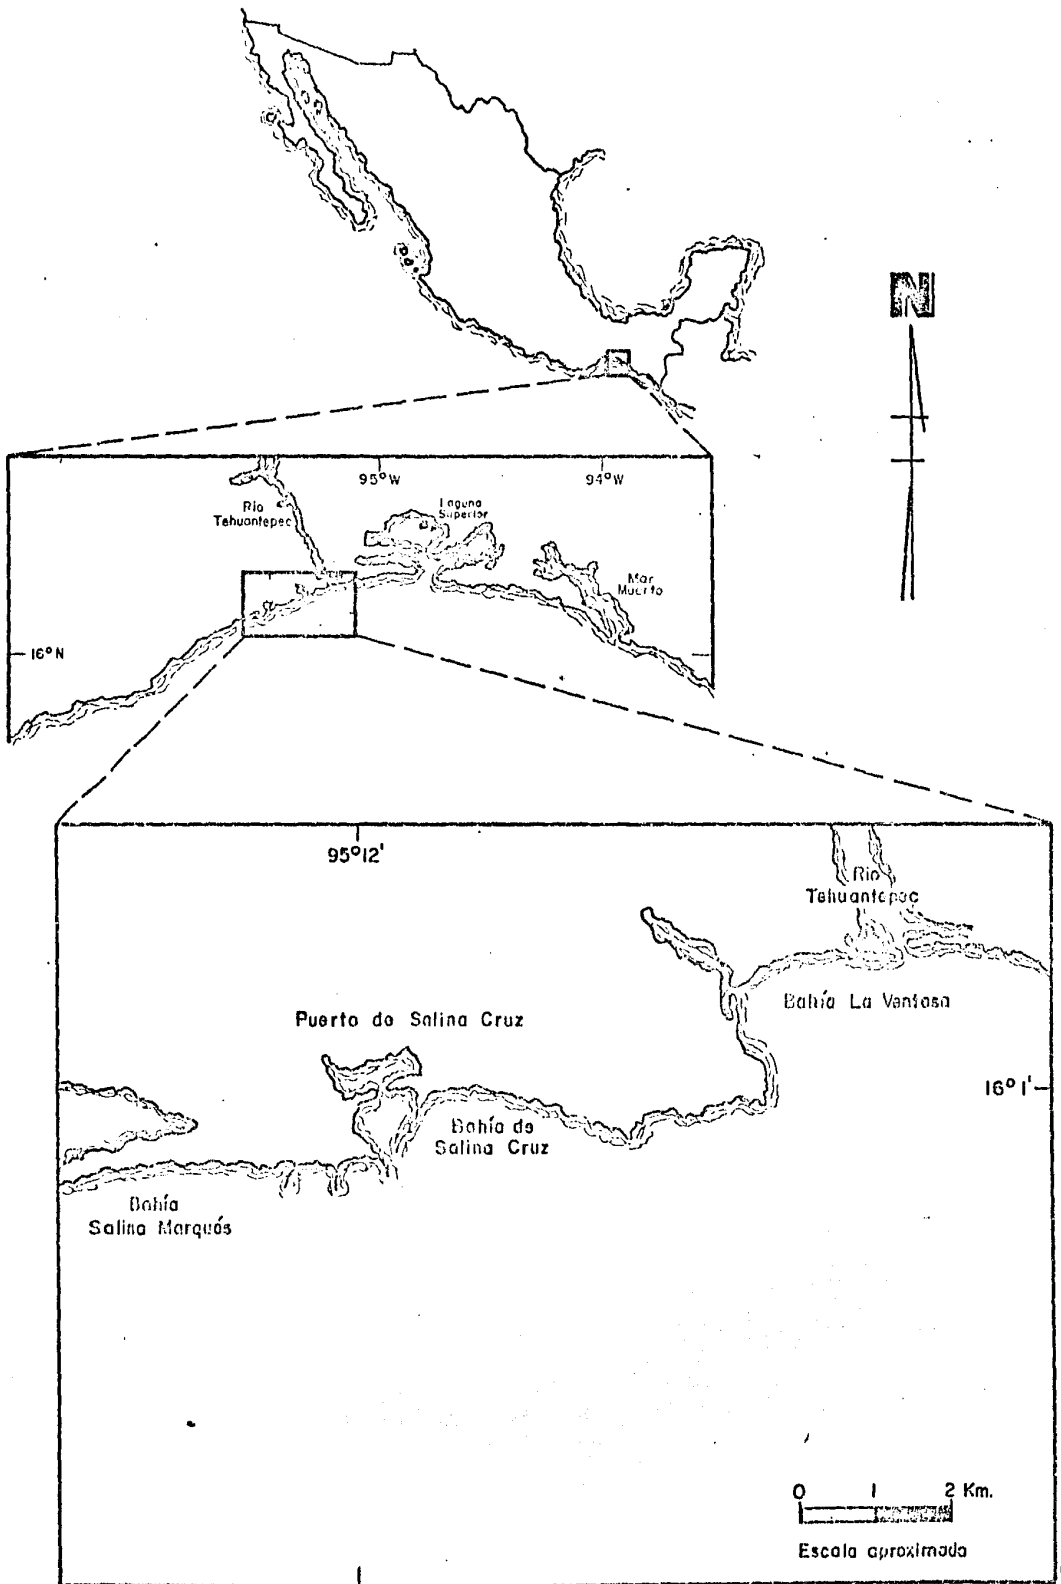 N
95°W
94°W
Río
Tehuantepec
Laguna
Superior
Mar
Muerto
16°N
95°12'
Río
Tehuantepec
Bahía La Ventosa
Puerto de Salina Cruz
16°1'
Bahía de
Salina Cruz
Bahía
Salina Marqués
0 1 2 Km.
Escala aproximada